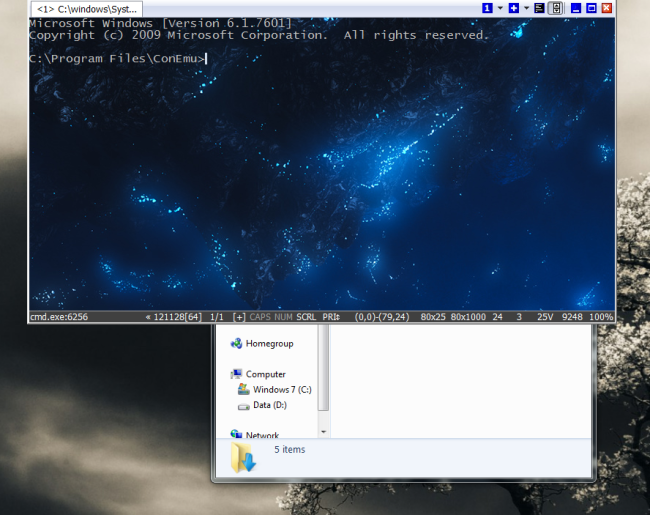 <1> C:\windows\Syst...
1
Microsoft Windows [Version 6.1.7601]
Copyright (c) 2009 Microsoft Corporation.  All rights reserved.
C:\Program Files\ConEmu>
cmd.exe:6256 « 121128[64] 1/1 [+] CAPS NUM SCRL PRI‡ (0,0)-(79,24) 80x25 80x1000 24 3 25V 9248 100%
Homegroup
Computer
Windows 7 (C:)
Data (D:)
Network
5 items